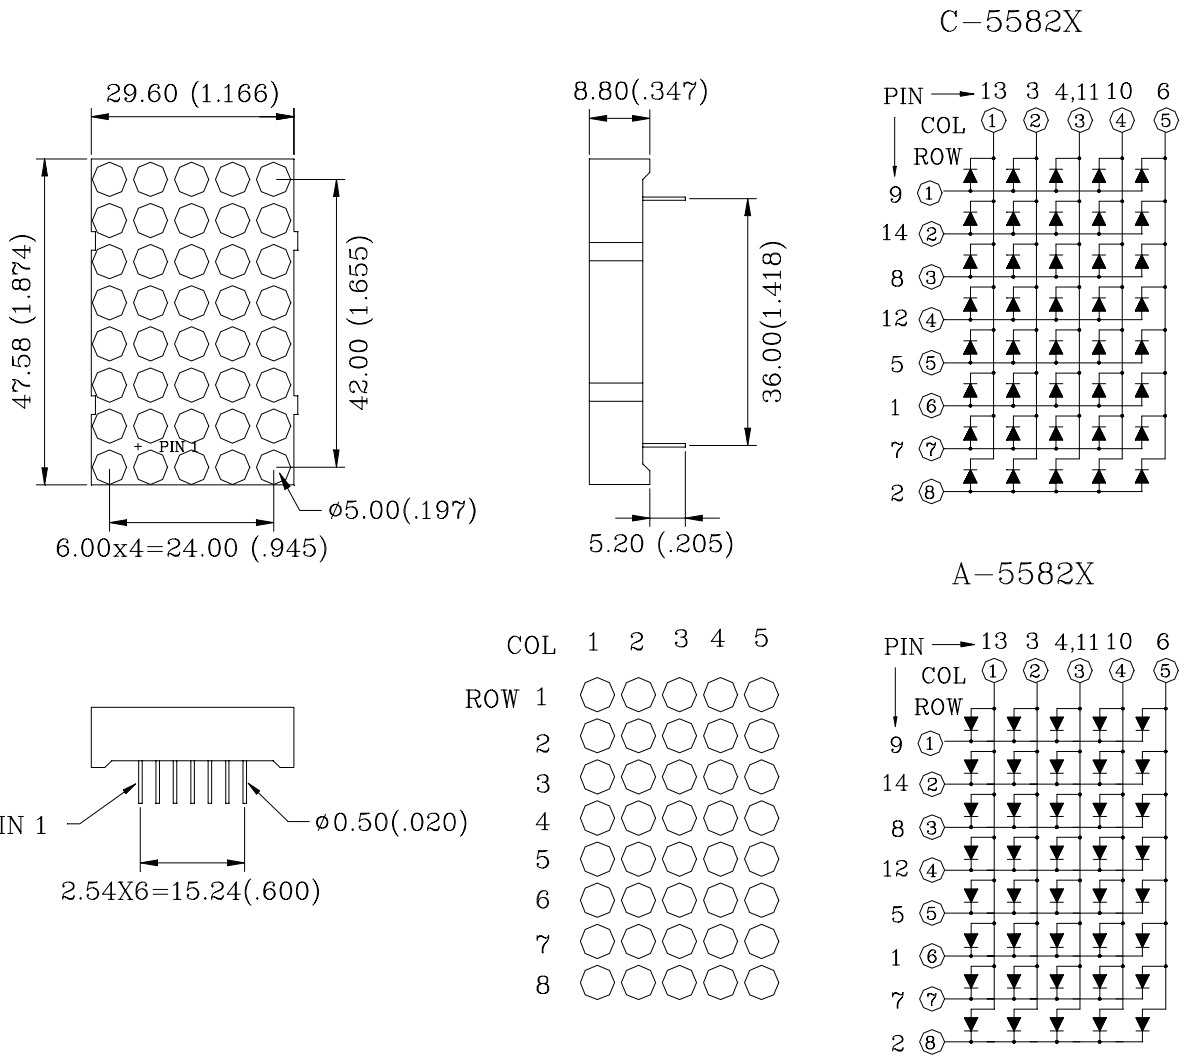 C-5582X
29.60 (1.166)
8.80(.347)
PIN 13 3 4,11 10 6
COL 1 2 3 4 5
ROW
9 1
14 2
8 3
12 4
5 5
1 6
7 7
2 8
47.58 (1.874)
42.00 (1.655)
36.00(1.418)
+ PIN 1
ø5.00(.197)
6.00x4=24.00 (.945)
5.20 (.205)
A-5582X
COL 1 2 3 4 5
ROW 1
2
3
4
5
6
7
8
PIN 13 3 4,11 10 6
COL 1 2 3 4 5
ROW
9 1
14 2
8 3
12 4
5 5
1 6
7 7
2 8
IN 1
ø0.50(.020)
2.54X6=15.24(.600)